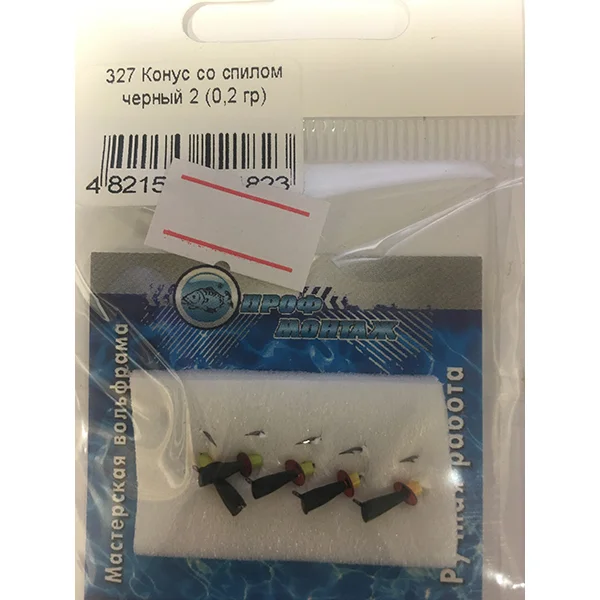 327 Конус со спилом
черный 2 (0,2 гр)
4 8215 823
ПРОФ
МОНТАЖ
Мастерская вольфрама
Ручная работа